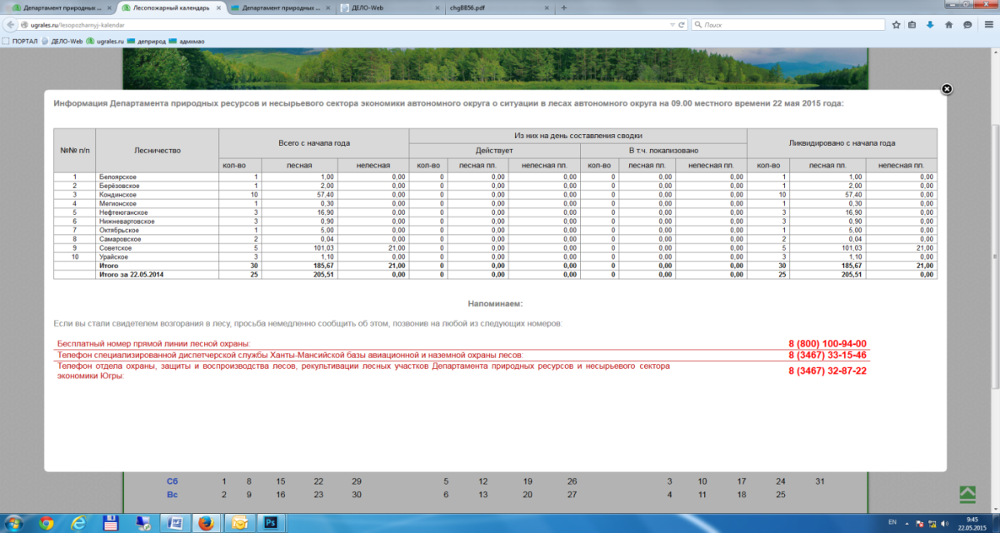 Департамент природных ...
Лесопожарный календарь
Департамент природных ...
ДЕЛО-Web
chgBB56.pdf
ugrales.ru/lesopozharnyj-kalendar
Поиск
ПОРТАЛ ДЕЛО-Web ugrales.ru деприрод адмхмао
Информация Департамента природных ресурсов и несырьевого сектора экономики автономного округа о ситуации в лесах автономного округа на 09.00 местного времени 22 мая 2015 года:
№№ п/п Лесничество Всего с начала года Из них на день составления сводки Ликвидировано с начала года
Действует В т.ч. локализовано
кол-во лесная нелесная кол-во лесная пл. нелесная пл. кол-во лесная пл. нелесная пл. кол-во лесная пл. нелесная пл.
1 Белоярское 1 1,00 0,00 0 0,00 0,00 0 0,00 0,00 1 1,00 0,00
2 Берёзовское 1 2,00 0,00 0 0,00 0,00 0 0,00 0,00 1 2,00 0,00
3 Кондинское 10 57,40 0,00 0 0,00 0,00 0 0,00 0,00 10 57,40 0,00
4 Мегионское 1 0,30 0,00 0 0,00 0,00 0 0,00 0,00 1 0,30 0,00
5 Нефтеюганское 3 16,90 0,00 0 0,00 0,00 0 0,00 0,00 3 16,90 0,00
6 Нижневартовское 3 0,90 0,00 0 0,00 0,00 0 0,00 0,00 3 0,90 0,00
7 Октябрьское 1 5,00 0,00 0 0,00 0,00 0 0,00 0,00 1 5,00 0,00
8 Самаровское 2 0,04 0,00 0 0,00 0,00 0 0,00 0,00 2 0,04 0,00
9 Советское 5 101,03 21,00 0 0,00 0,00 0 0,00 0,00 5 101,03 21,00
10 Урайское 3 1,10 0,00 0 0,00 0,00 0 0,00 0,00 3 1,10 0,00
Итого 30 185,67 21,00 0 0,00 0,00 0 0,00 0,00 30 185,67 21,00
Итого за 22.05.2014 25 205,51 0,00 0 0,00 0,00 0 0,00 0,00 25 205,51 0,00
Напоминаем:
Если вы стали свидетелем возгорания в лесу, просьба немедленно сообщить об этом, позвонив на любой из следующих номеров:
Бесплатный номер прямой линии лесной охраны: 8 (800) 100-94-00
Телефон специализированной диспетчерской службы Ханты-Мансийской базы авиационной и наземной охраны лесов: 8 (3467) 33-15-46
Телефон отдела охраны, защиты и воспроизводства лесов, рекультивации лесных участков Департамента природных ресурсов и несырьевого сектора
экономики Югры: 8 (3467) 32-87-22
Сб 1 8 15 22 29 5 12 19 26 3 10 17 24 31
Вс 2 9 16 23 30 6 13 20 27 4 11 18 25
Ps
EN
9:45
22.05.2015